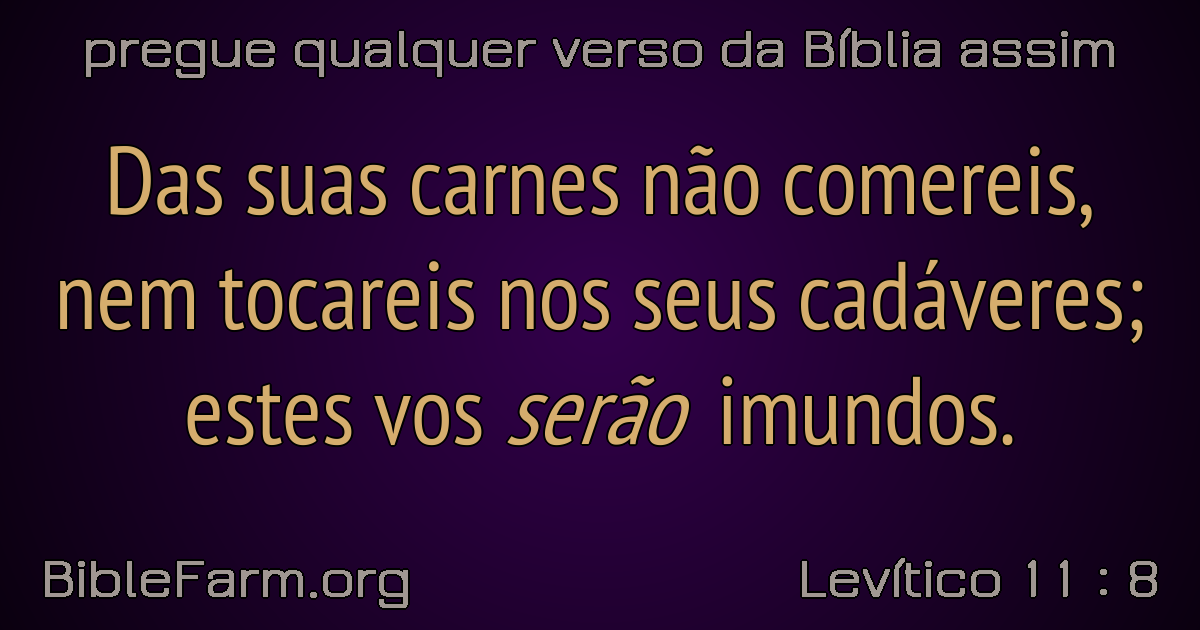 pregue qualquer verso da Bíblia assim
Das suas carnes não comereis,
nem tocareis nos seus cadáveres;
estes vos serão imundos.
BibleFarm.org
Levítico 11 : 8